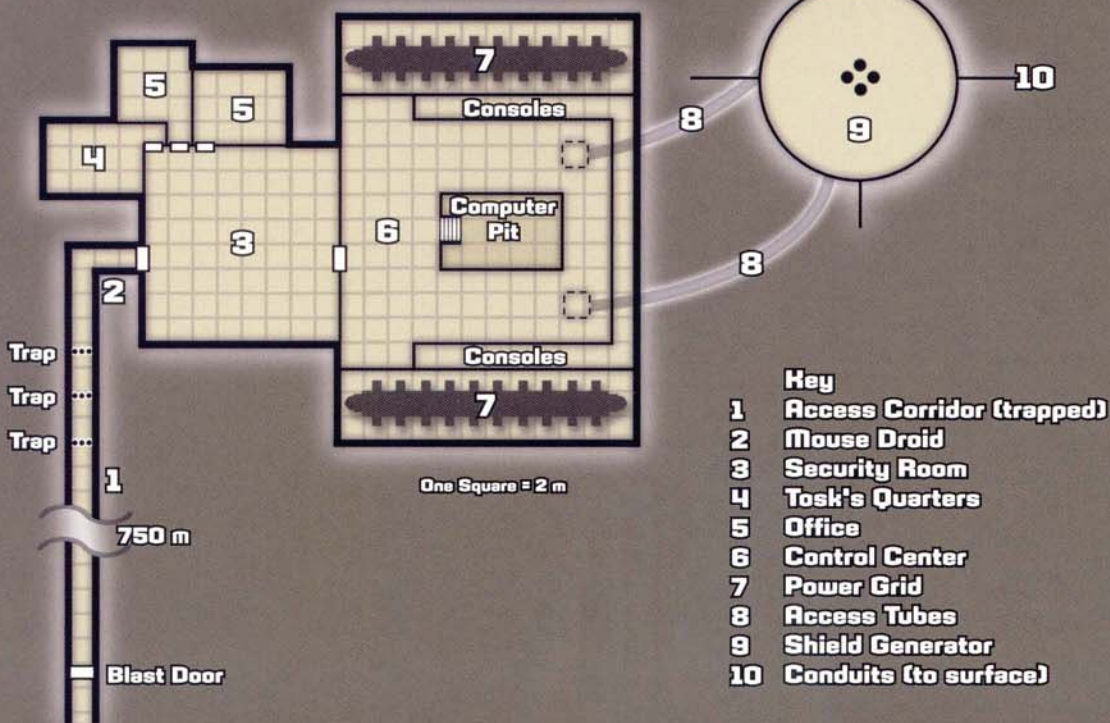 7
5
5
Consoles
10
8
4
9
Computer
Pit
3
6
8
2
Trap
Consoles
Trap
7
Trap
1
One Square = 2 m
750 m
Blast Door
Key
1 Access Corridor (trapped)
2 Mouse Droid
3 Security Room
4 Tosk's Quarters
5 Office
6 Control Center
7 Power Grid
8 Access Tubes
9 Shield Generator
10 Conduits (to surface)